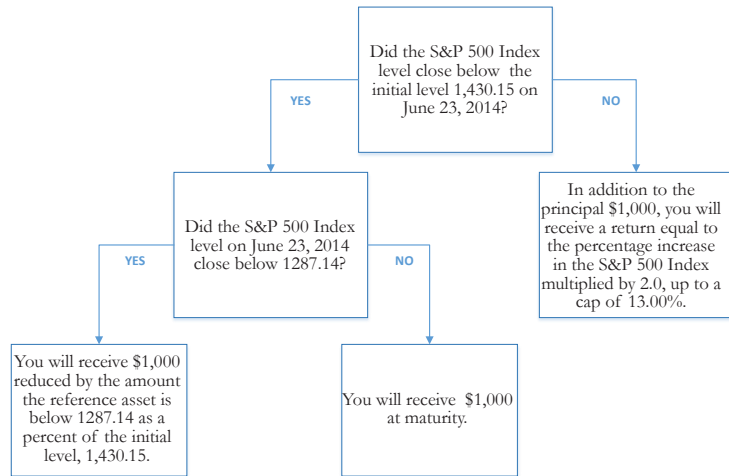 Did the S&P 500 Index
level close below the
initial level 1,430.15 on
June 23, 2014?
YES
NO
Did the S&P 500 Index
level on June 23, 2014
close below 1287.14?
In addition to the
principal $1,000, you will
receive a return equal to
the percentage increase
in the S&P 500 Index
multiplied by 2.0, up to a
cap of 13.00%.
YES
NO
You will receive $1,000
reduced by the amount
the reference asset is
below 1287.14 as a
percent of the initial
level, 1,430.15.
You will receive $1,000
at maturity.